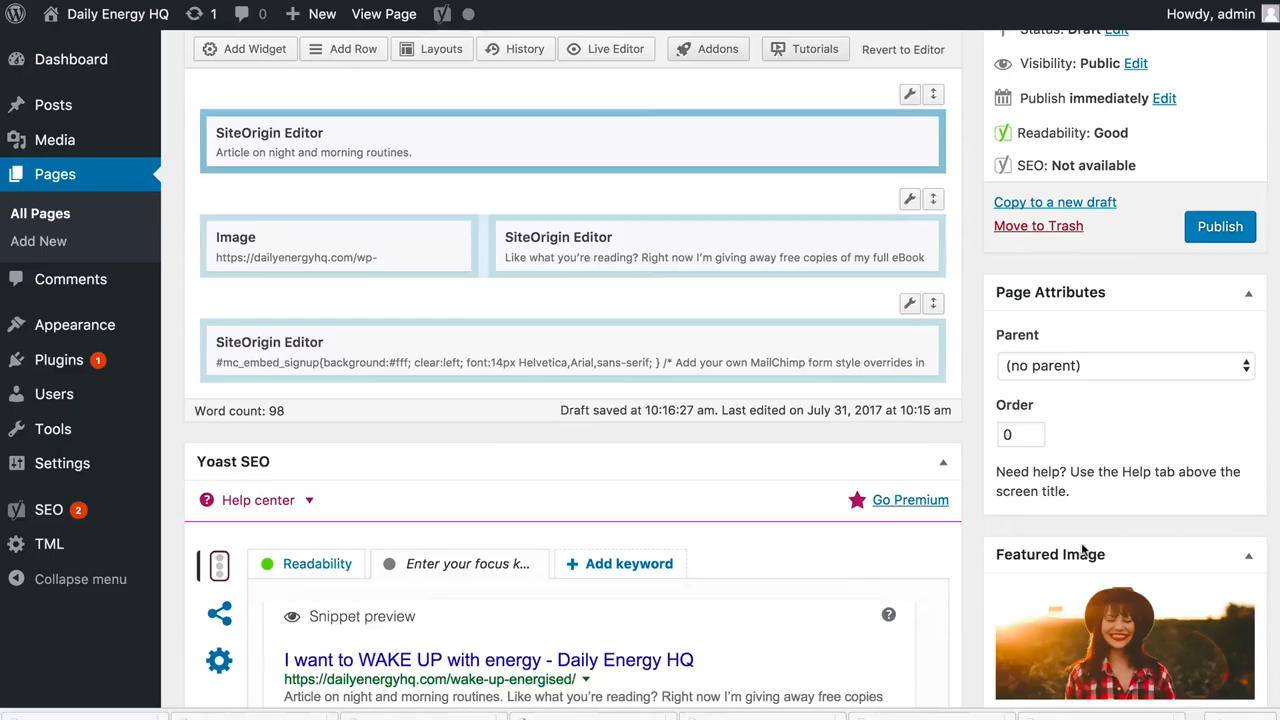 Daily Energy HQ 1 0 New View Page Howdy, admin
Dashboard
Posts
Media
Pages
All Pages
Add New
Comments
Appearance
Plugins 1
Users
Tools
Settings
SEO 2
TML
Collapse menu
Add Widget Add Row Layouts History Live Editor Addons Tutorials Revert to Editor
SiteOrigin Editor
Article on night and morning routines.
Image
https://dailyenergyhq.com/wp-
SiteOrigin Editor
Like what you're reading? Right now I'm giving away free copies of my full eBook
SiteOrigin Editor
#mc_embed_signup{background:#fff; clear:left; font:14px Helvetica,Arial,sans-serif; } /* Add your own MailChimp form style overrides in
Word count: 98 Draft saved at 10:16:27 am. Last edited on July 31, 2017 at 10:15 am
Yoast SEO
Help center Go Premium
Readability Enter your focus k... + Add keyword
Snippet preview
I want to WAKE UP with energy - Daily Energy HQ
https://dailyenergyhq.com/wake-up-energised/
Article on night and morning routines. Like what you're reading? Right now I'm giving away free copies
Status: Draft Edit
Visibility: Public Edit
Publish immediately Edit
Readability: Good
SEO: Not available
Copy to a new draft
Move to Trash Publish
Page Attributes
Parent
(no parent)
Order
0
Need help? Use the Help tab above the
screen title.
Featured Image